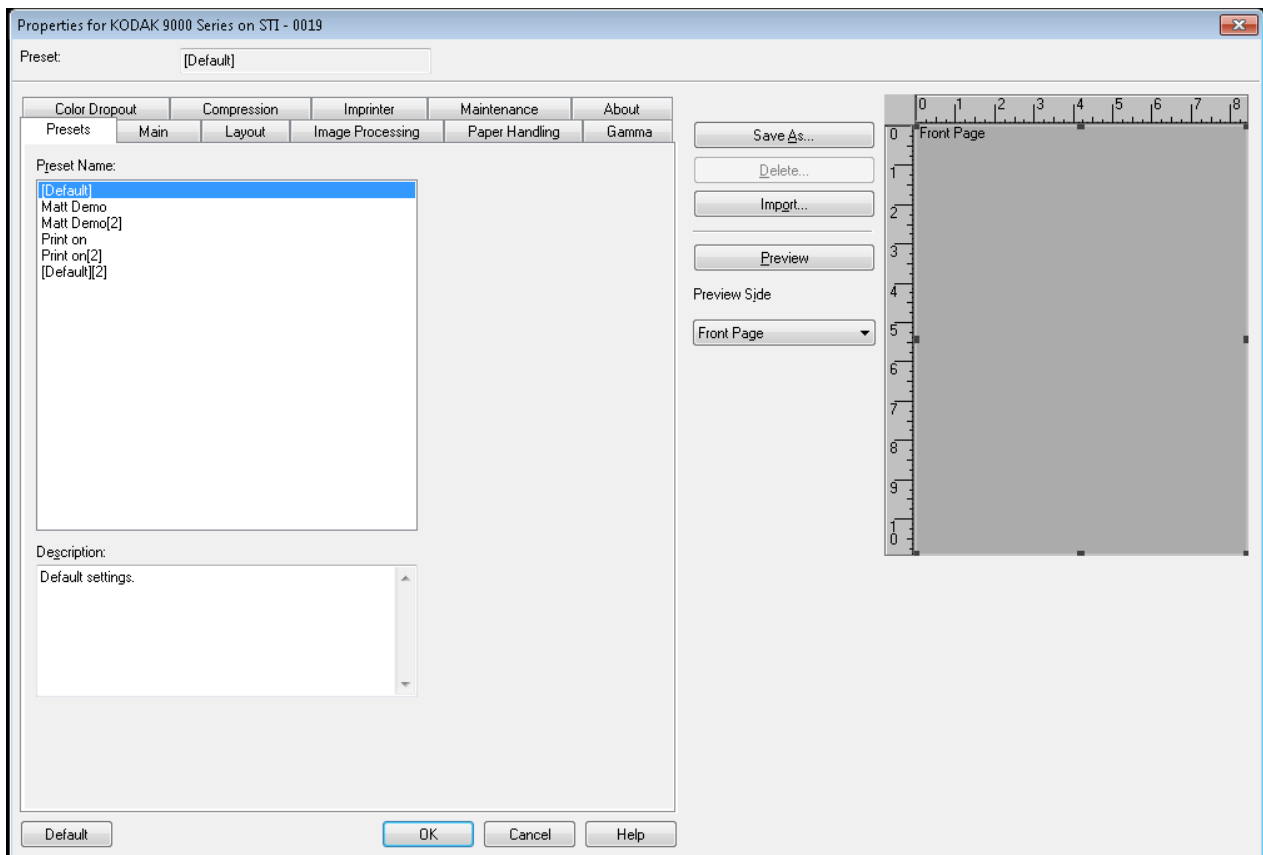 Properties for KODAK 9000 Series on STI - 0019
Preset:
[Default]
Color Dropout
Compression
Imprinter
Maintenance
About
Presets
Main
Layout
Image Processing
Paper Handling
Gamma
Preset Name:
[Default]
Matt Demo
Matt Demo[2]
Print on
Print on[2]
[Default][2]
Description:
Default settings.
Save As...
Delete...
Import...
Preview
Preview Side
Front Page
0 1 2 3 4 5 6 7 8
Front Page
0
1
2
3
4
5
6
7
8
9
10
Default
OK
Cancel
Help